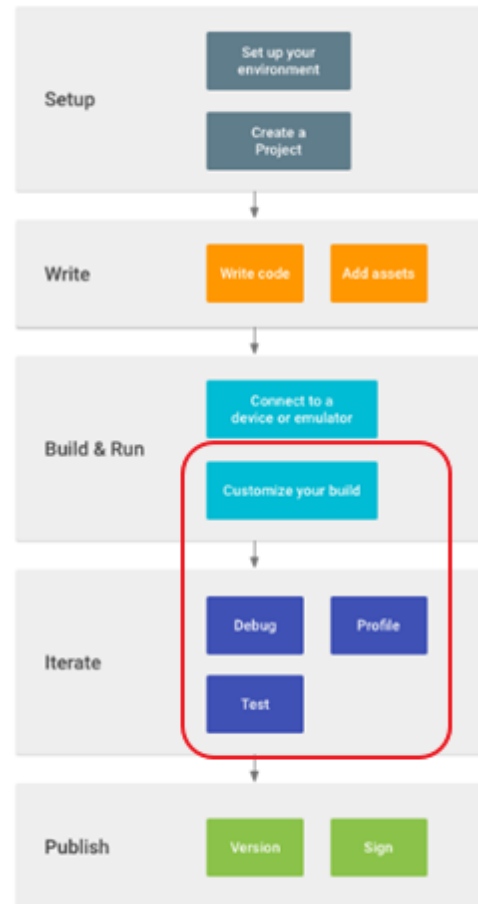 Setup
Set up your
environment
Create a
Project
Write
Write code
Add assets
Build & Run
Connect to a
device or emulator
Customize your build
Iterate
Debug
Profile
Test
Publish
Version
Sign